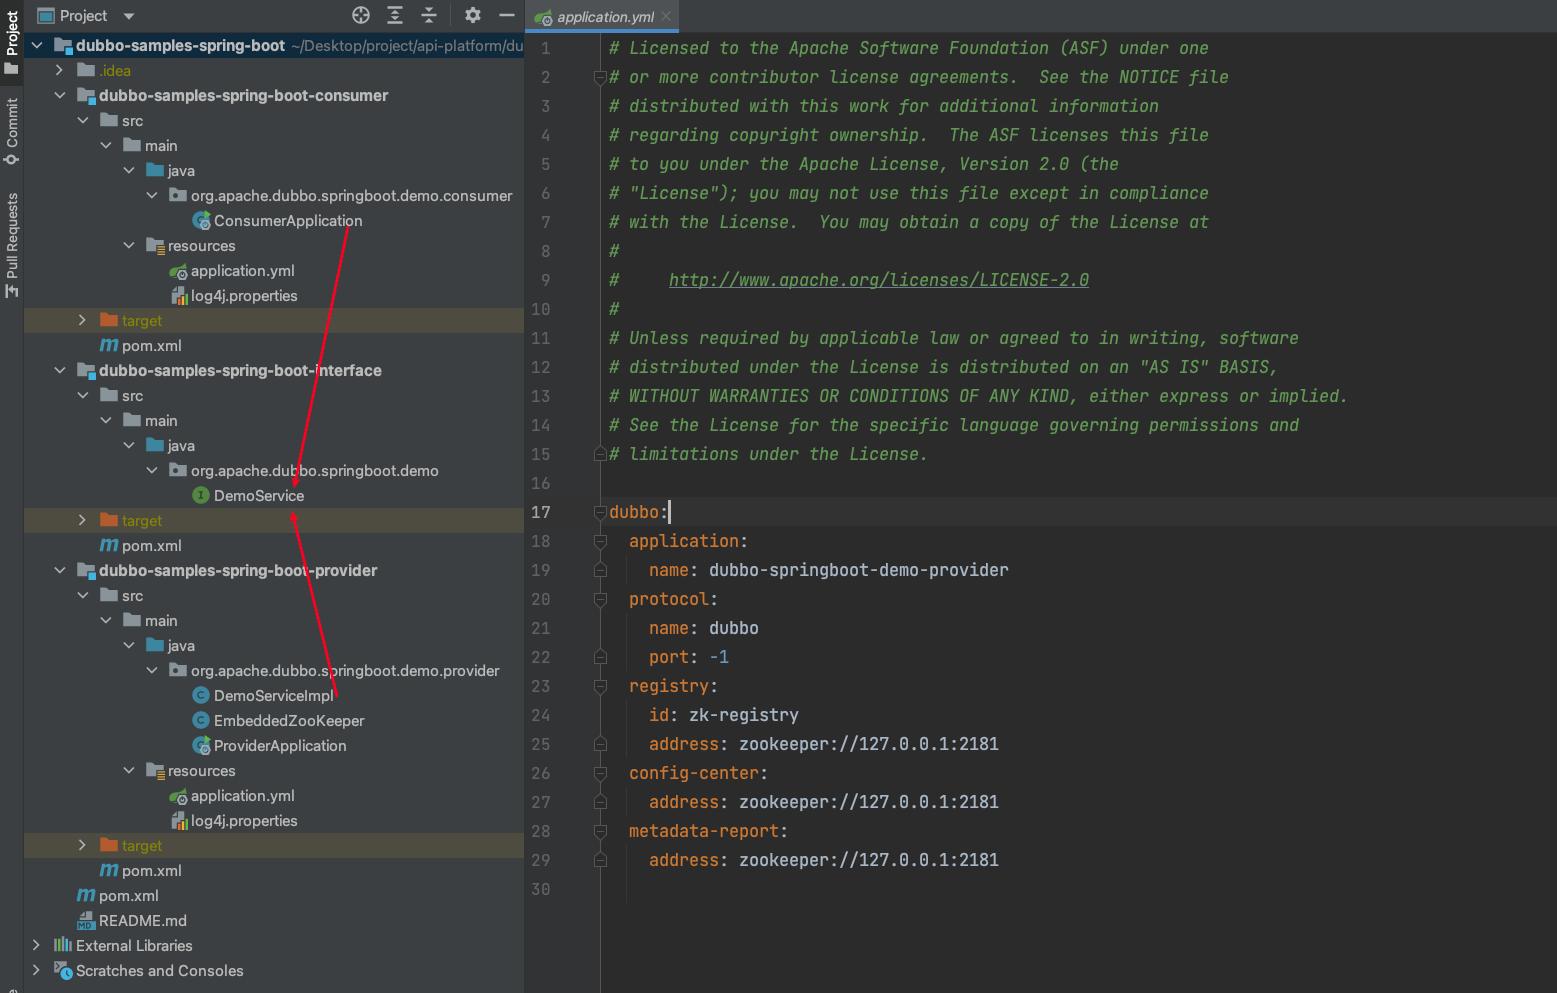 Project
dubbo-samples-spring-boot ~/Desktop/project/api-platform/du
.idea
dubbo-samples-spring-boot-consumer
src
main
java
org.apache.dubbo.springboot.demo.consumer
ConsumerApplication
resources
application.yml
log4j.properties
target
pom.xml
dubbo-samples-spring-boot-interface
src
main
java
org.apache.dubbo.springboot.demo
DemoService
target
pom.xml
dubbo-samples-spring-boot-provider
src
main
java
org.apache.dubbo.springboot.demo.provider
DemoServiceImpl
EmbeddedZooKeeper
ProviderApplication
resources
application.yml
log4j.properties
target
pom.xml
pom.xml
README.md
External Libraries
Scratches and Consoles
Project
Commit
Pull Requests
application.yml
1 # Licensed to the Apache Software Foundation (ASF) under one
2 # or more contributor license agreements.  See the NOTICE file
3 # distributed with this work for additional information
4 # regarding copyright ownership.  The ASF licenses this file
5 # to you under the Apache License, Version 2.0 (the
6 # "License"); you may not use this file except in compliance
7 # with the License.  You may obtain a copy of the License at
8 #
9 #     http://www.apache.org/licenses/LICENSE-2.0
10 #
11 # Unless required by applicable law or agreed to in writing, software
12 # distributed under the License is distributed on an "AS IS" BASIS,
13 # WITHOUT WARRANTIES OR CONDITIONS OF ANY KIND, either express or implied.
14 # See the License for the specific language governing permissions and
15 # limitations under the License.
16
17 dubbo:
18   application:
19     name: dubbo-springboot-demo-provider
20   protocol:
21     name: dubbo
22     port: -1
23   registry:
24     id: zk-registry
25     address: zookeeper://127.0.0.1:2181
26   config-center:
27     address: zookeeper://127.0.0.1:2181
28   metadata-report:
29     address: zookeeper://127.0.0.1:2181
30